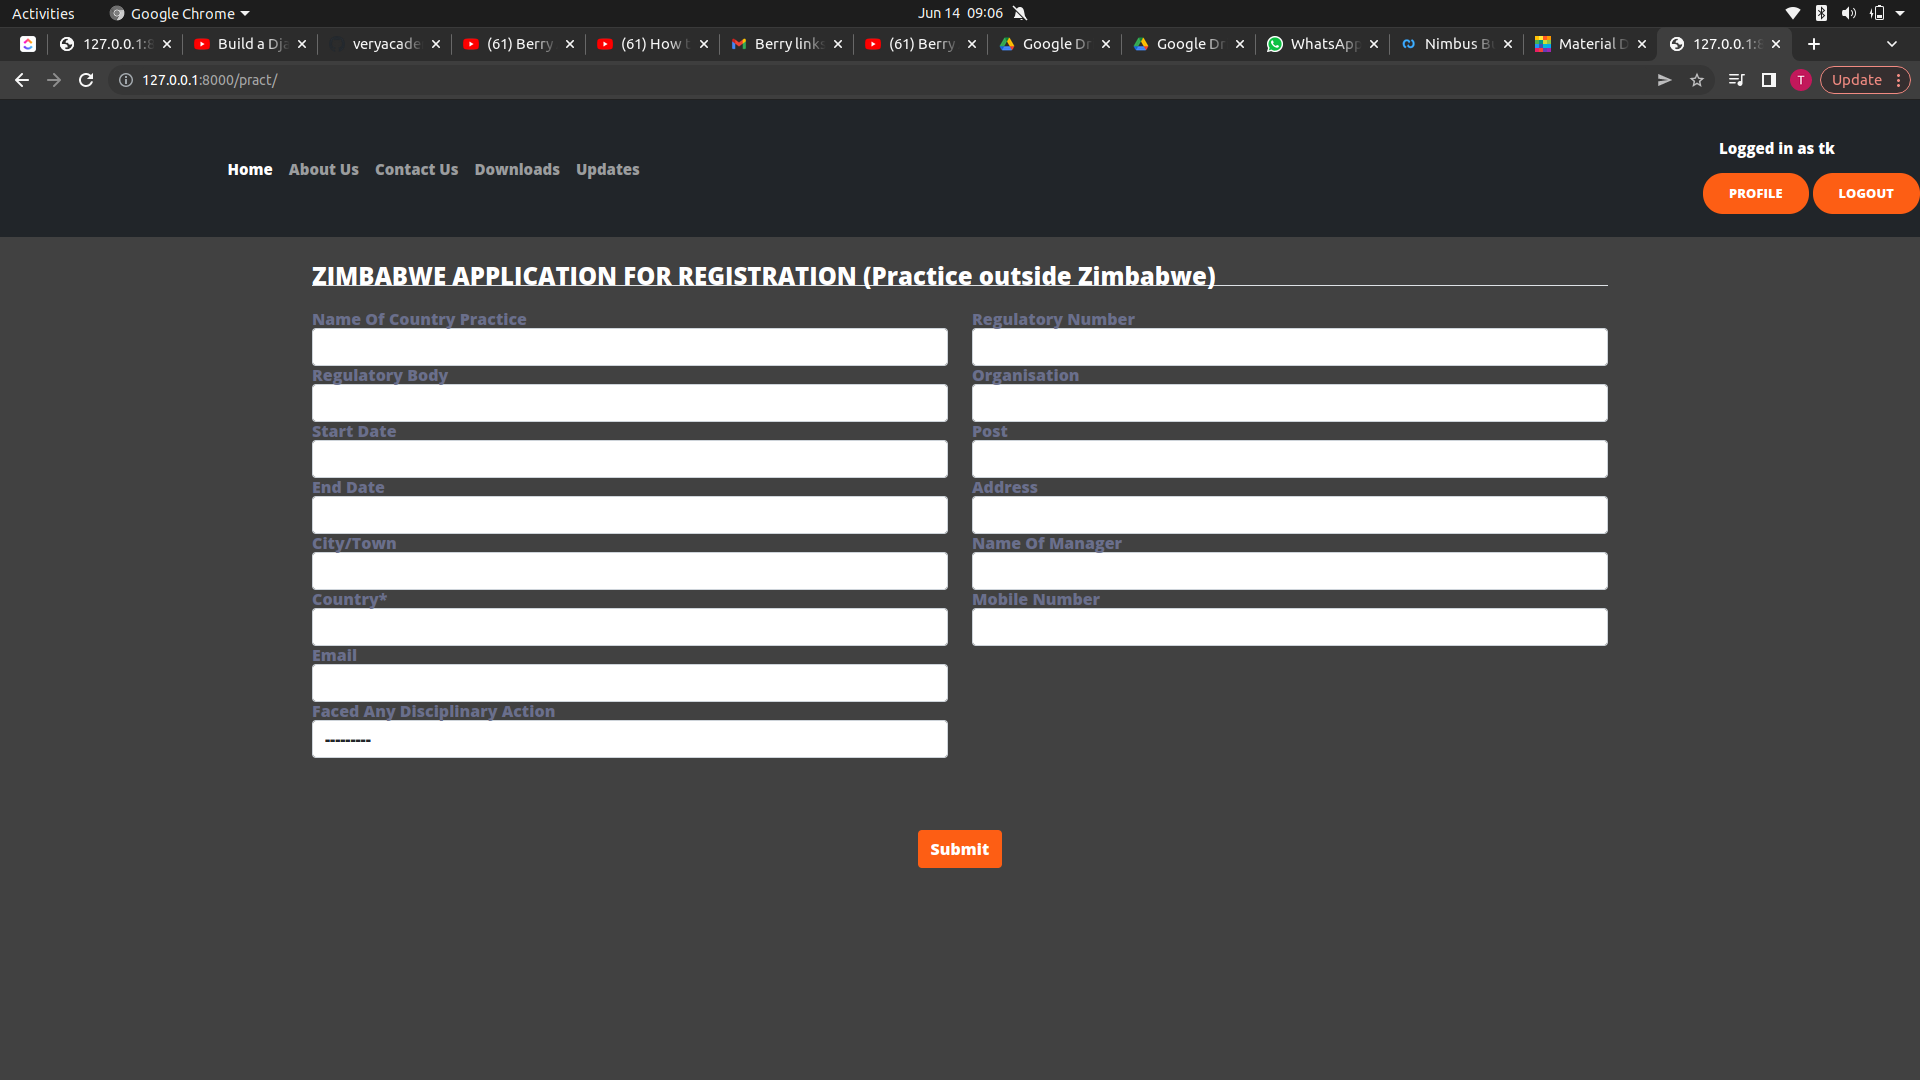 Activities Google Chrome Jun 14 09:06
127.0.0.1:8 Build a Dja veryacade (61) Berry (61) How t Berry links (61) Berry Google Dr Google Dr WhatsApp Nimbus B Material D 127.0.0.1:8
127.0.0.1:8000/pract/ T Update
Logged in as tk
Home About Us Contact Us Downloads Updates
PROFILE LOGOUT
ZIMBABWE APPLICATION FOR REGISTRATION (Practice outside Zimbabwe)
Name Of Country Practice Regulatory Number
Regulatory Body Organisation
Start Date Post
End Date Address
City/Town Name Of Manager
Country* Mobile Number
Email
Faced Any Disciplinary Action
---------
Submit